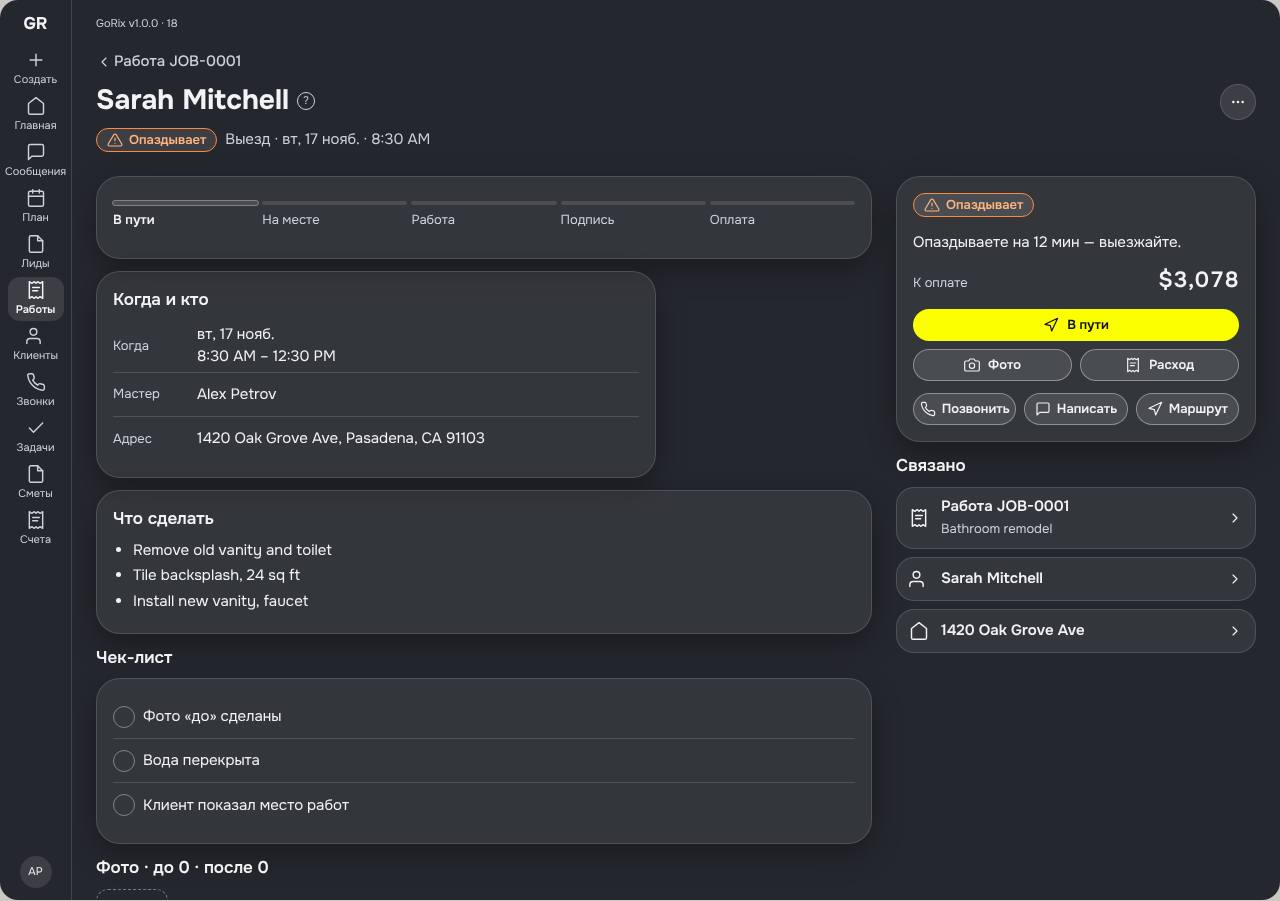 GR
GoRix v1.0.0 · 18
Создать
Главная
Сообщения
План
Лиды
Работы
Клиенты
Звонки
Задачи
Сметы
Счета
AP
Работа JOB-0001
Sarah Mitchell ?
Опаздывает Выезд · вт, 17 нояб. · 8:30 AM
В пути На месте Работа Подпись Оплата
Когда и кто
Когда
вт, 17 нояб.
8:30 AM – 12:30 PM
Мастер Alex Petrov
Адрес 1420 Oak Grove Ave, Pasadena, CA 91103
Что сделать
• Remove old vanity and toilet
• Tile backsplash, 24 sq ft
• Install new vanity, faucet
Чек-лист
Фото «до» сделаны
Вода перекрыта
Клиент показал место работ
Фото · до 0 · после 0
Опаздывает
Опаздываете на 12 мин — выезжайте.
К оплате $3,078
В пути
Фото Расход
Позвонить Написать Маршрут
Связано
Работа JOB-0001
Bathroom remodel
Sarah Mitchell
1420 Oak Grove Ave